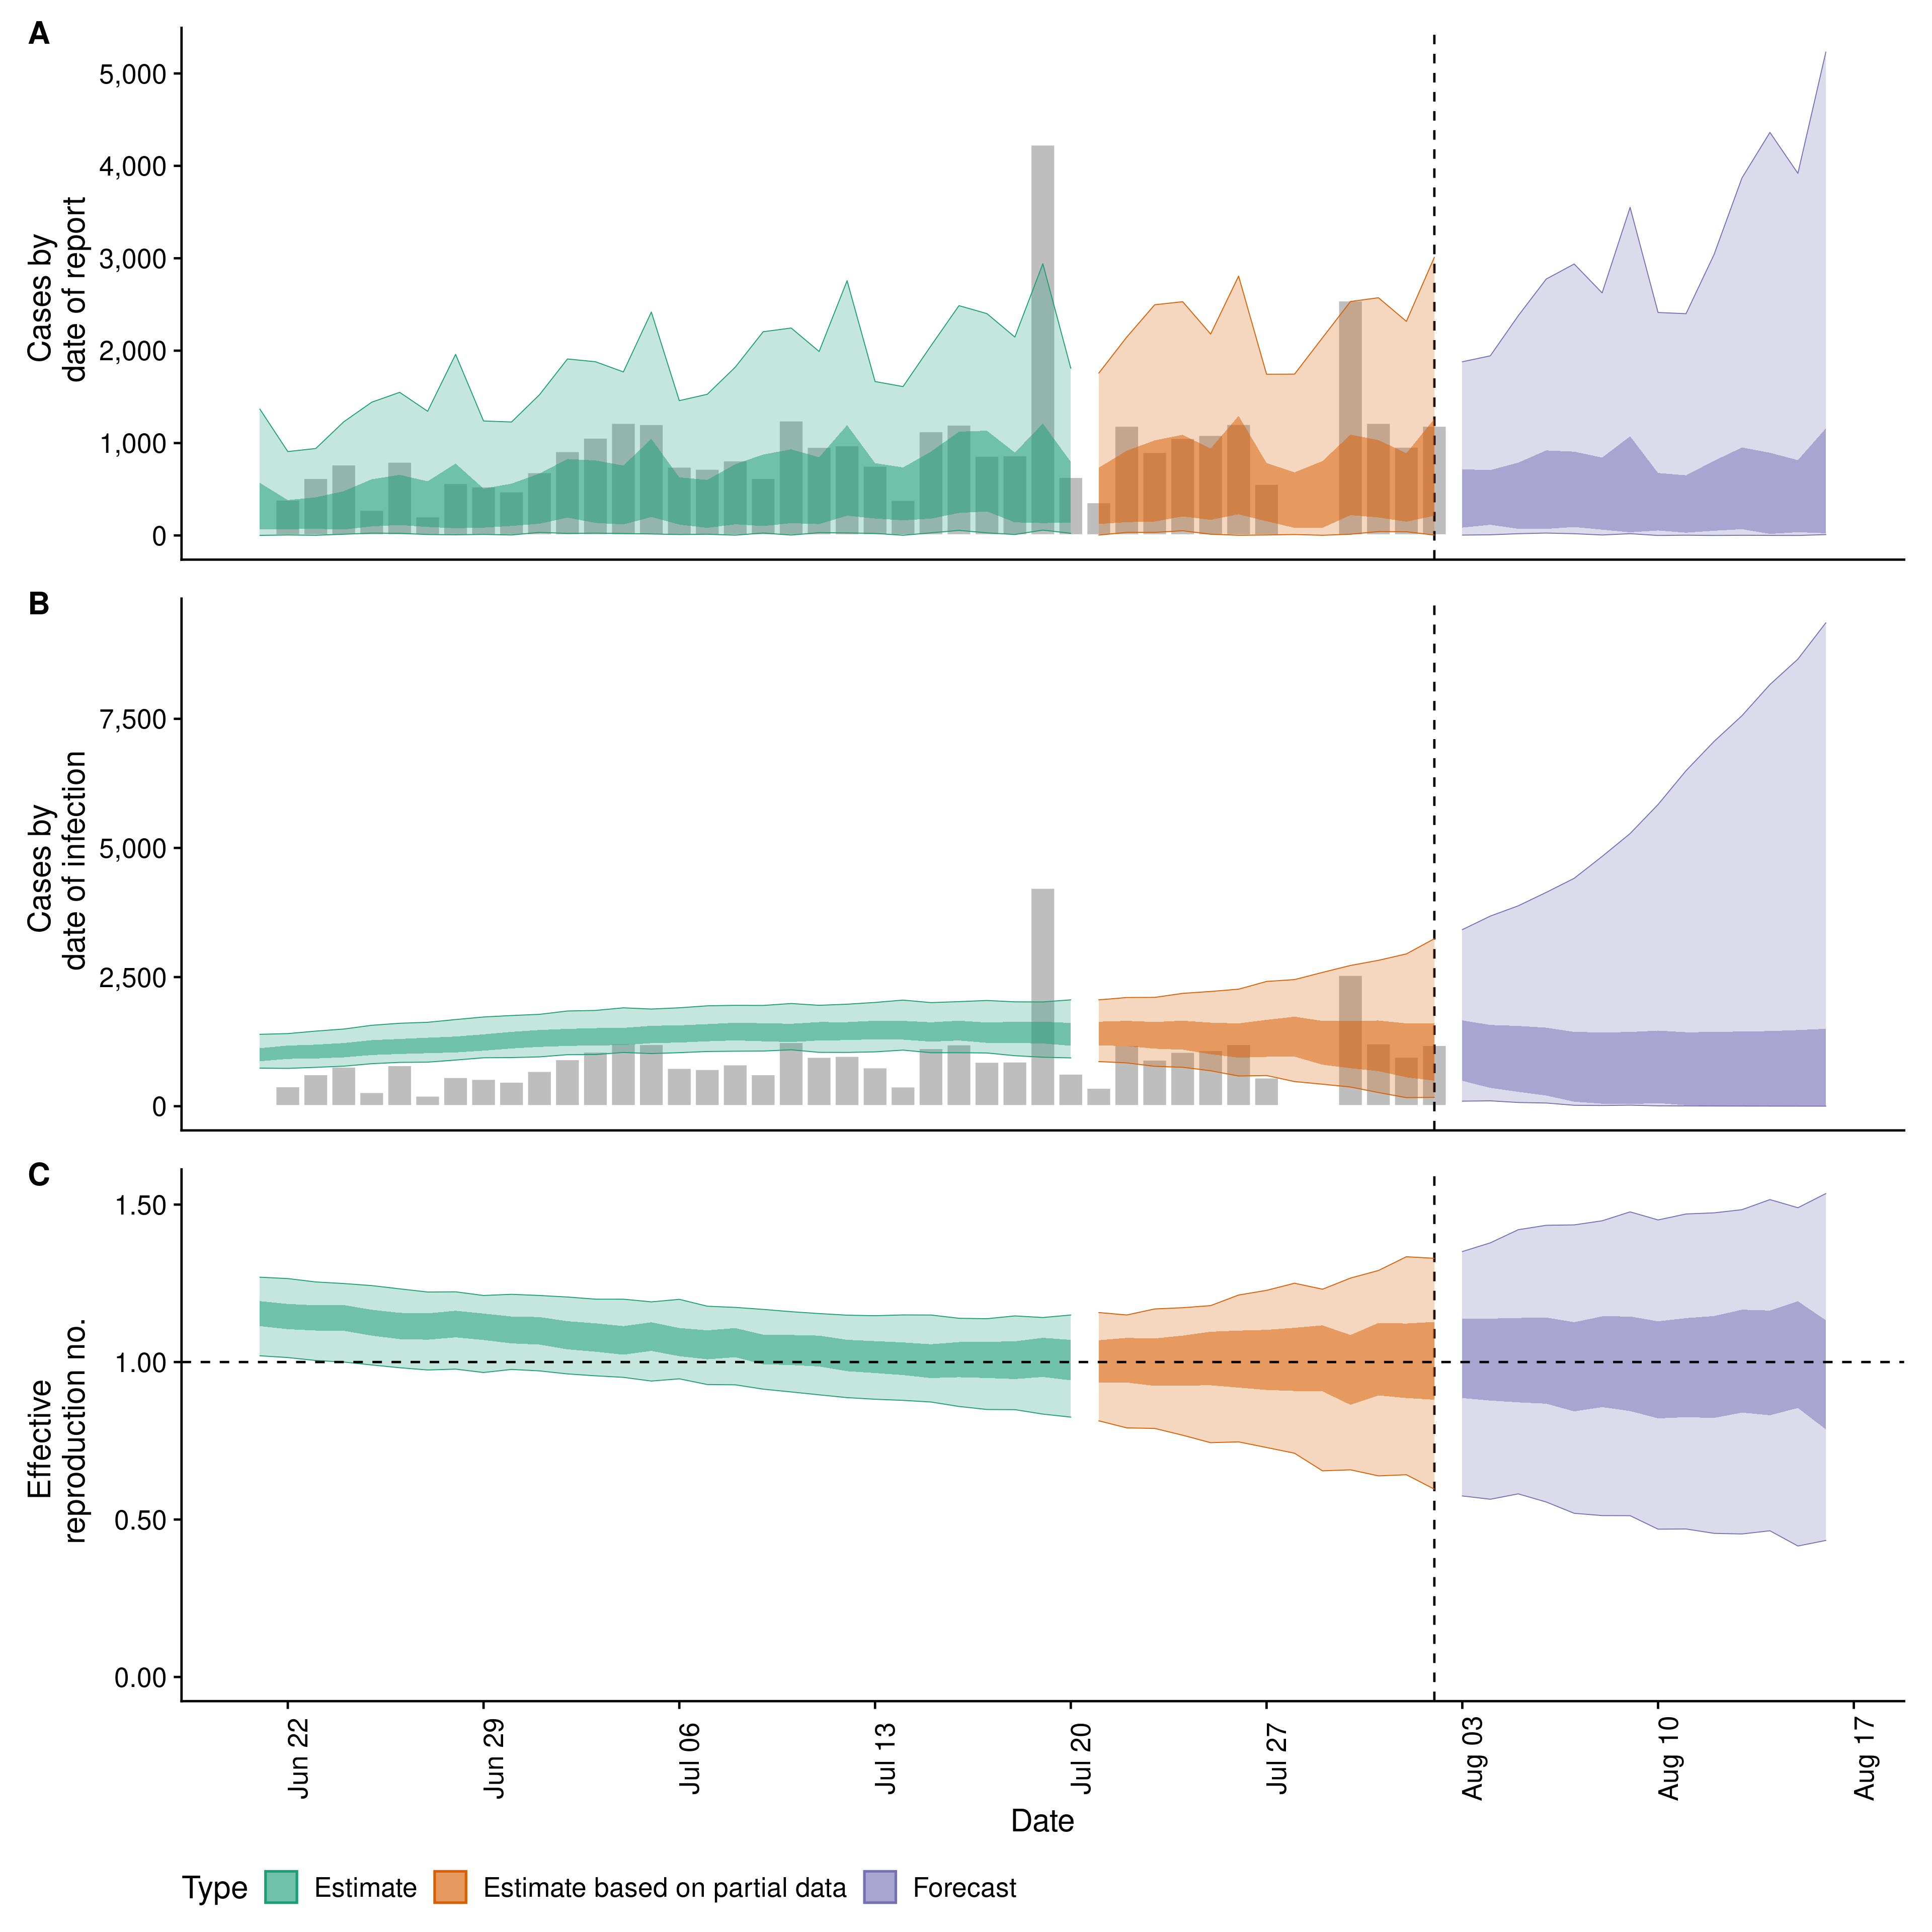 A
Cases by
date of report
5,000
4,000
3,000
2,000
1,000
0
B
Cases by
date of infection
7,500
5,000
2,500
0
C
Effective
reproduction no.
1.50
1.00
0.50
0.00
Jun 22
Jun 29
Jul 06
Jul 13
Jul 20
Jul 27
Aug 03
Aug 10
Aug 17
Date
Type
Estimate
Estimate based on partial data
Forecast